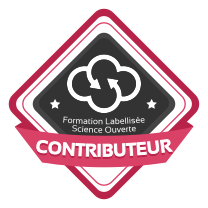 Formation Labellisée
Science Ouverte
CONTRIBUTEUR